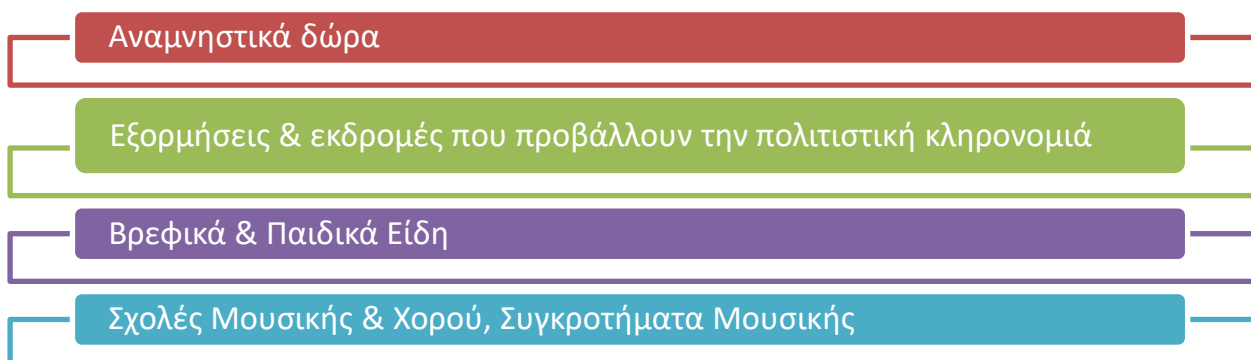 Αναμνηστικά δώρα
Εξορμήσεις & εκδρομές που προβάλλουν την πολιτιστική κληρονομιά
Βρεφικά & Παιδικά Είδη
Σχολές Μουσικής & Χορού, Συγκροτήματα Μουσικής